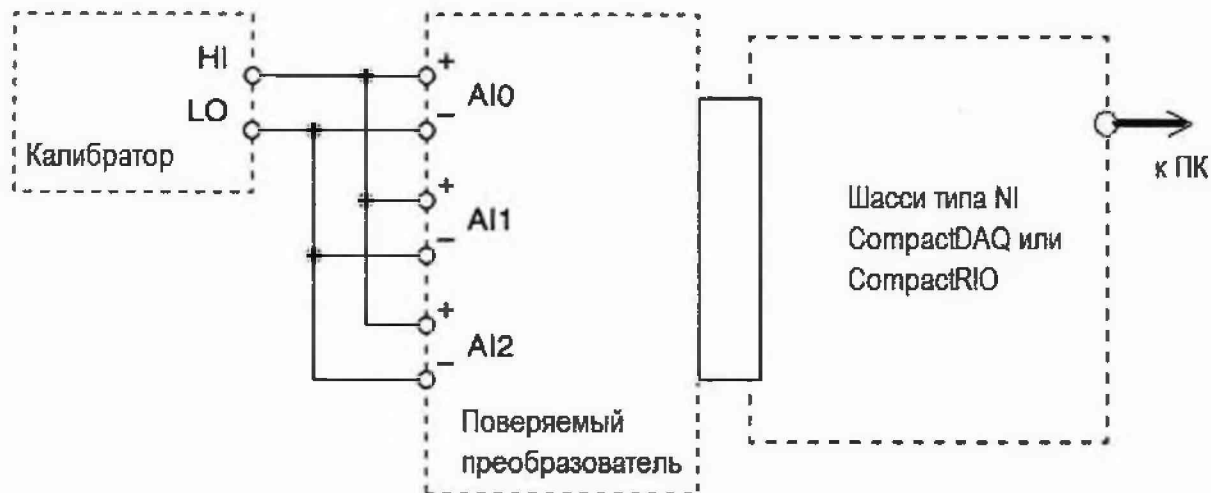 HI
LO
Калибратор
+
AI0
−
+
AI1
−
+
AI2
−
Поверяемый
преобразователь
Шасси типа NI
CompactDAQ или
CompactRIO
к ПК